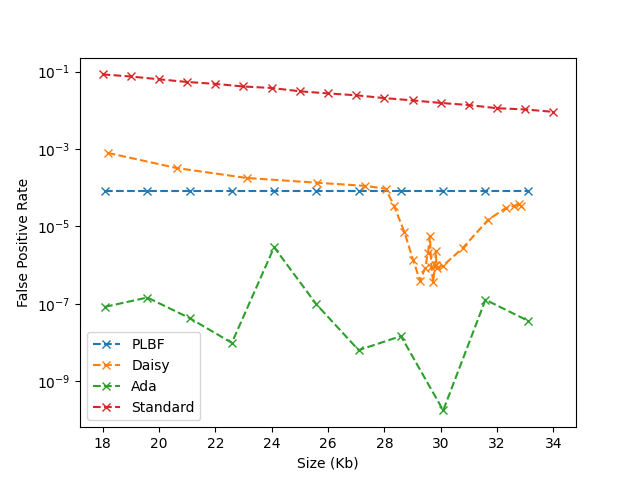 10⁻¹
10⁻³
10⁻⁵
10⁻⁷
10⁻⁹
False Positive Rate
PLBF
Daisy
Ada
Standard
18 20 22 24 26 28 30 32 34
Size (Kb)